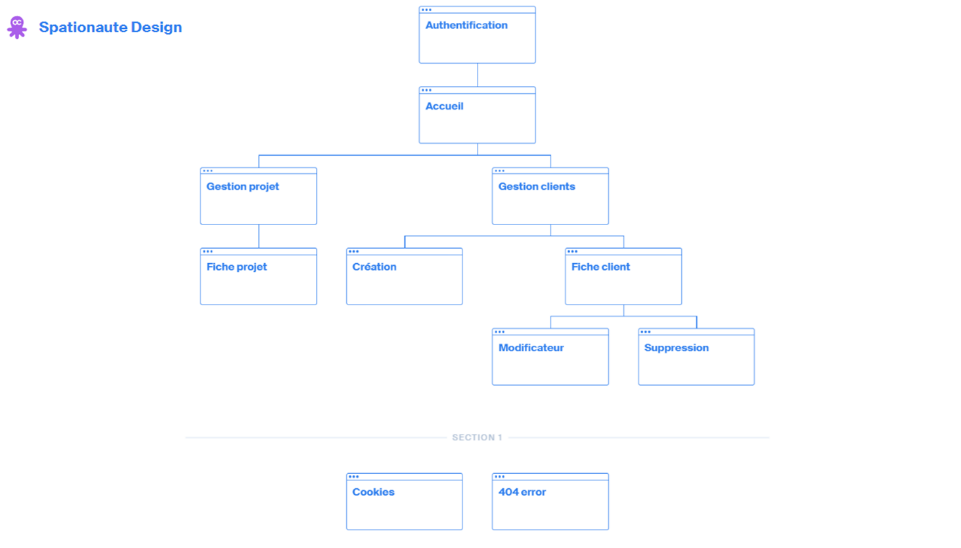 Spationaute Design
Authentification
Accueil
Gestion projet
Gestion clients
Fiche projet
Création
Fiche client
Modificateur
Suppression
SECTION 1
Cookies
404 error